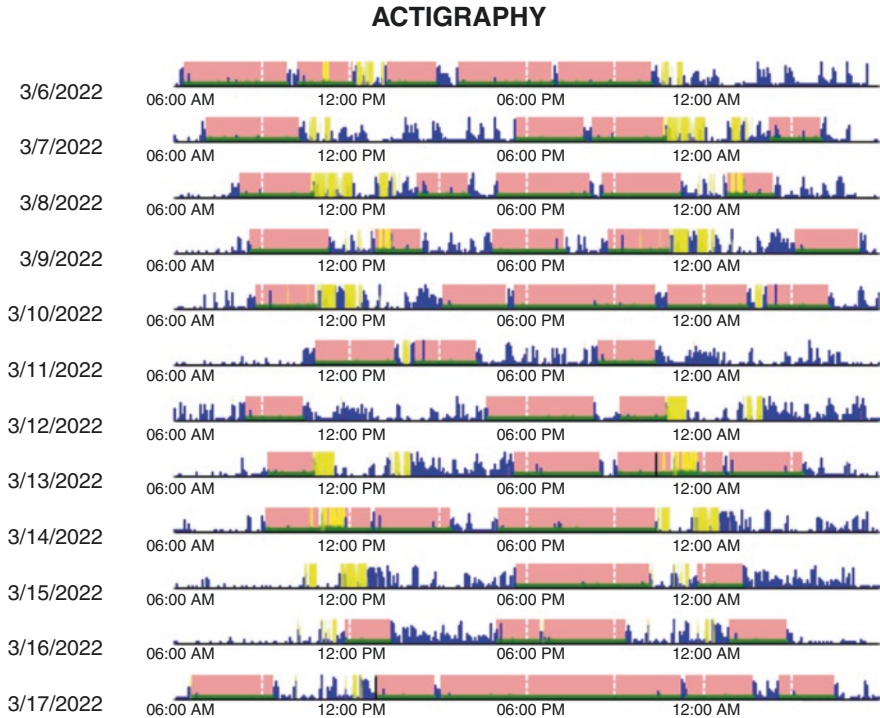 ACTIGRAPHY
3/6/2022
06:00 AM 12:00 PM 06:00 PM 12:00 AM
3/7/2022
06:00 AM 12:00 PM 06:00 PM 12:00 AM
3/8/2022
06:00 AM 12:00 PM 06:00 PM 12:00 AM
3/9/2022
06:00 AM 12:00 PM 06:00 PM 12:00 AM
3/10/2022
06:00 AM 12:00 PM 06:00 PM 12:00 AM
3/11/2022
06:00 AM 12:00 PM 06:00 PM 12:00 AM
3/12/2022
06:00 AM 12:00 PM 06:00 PM 12:00 AM
3/13/2022
06:00 AM 12:00 PM 06:00 PM 12:00 AM
3/14/2022
06:00 AM 12:00 PM 06:00 PM 12:00 AM
3/15/2022
06:00 AM 12:00 PM 06:00 PM 12:00 AM
3/16/2022
06:00 AM 12:00 PM 06:00 PM 12:00 AM
3/17/2022
06:00 AM 12:00 PM 06:00 PM 12:00 AM